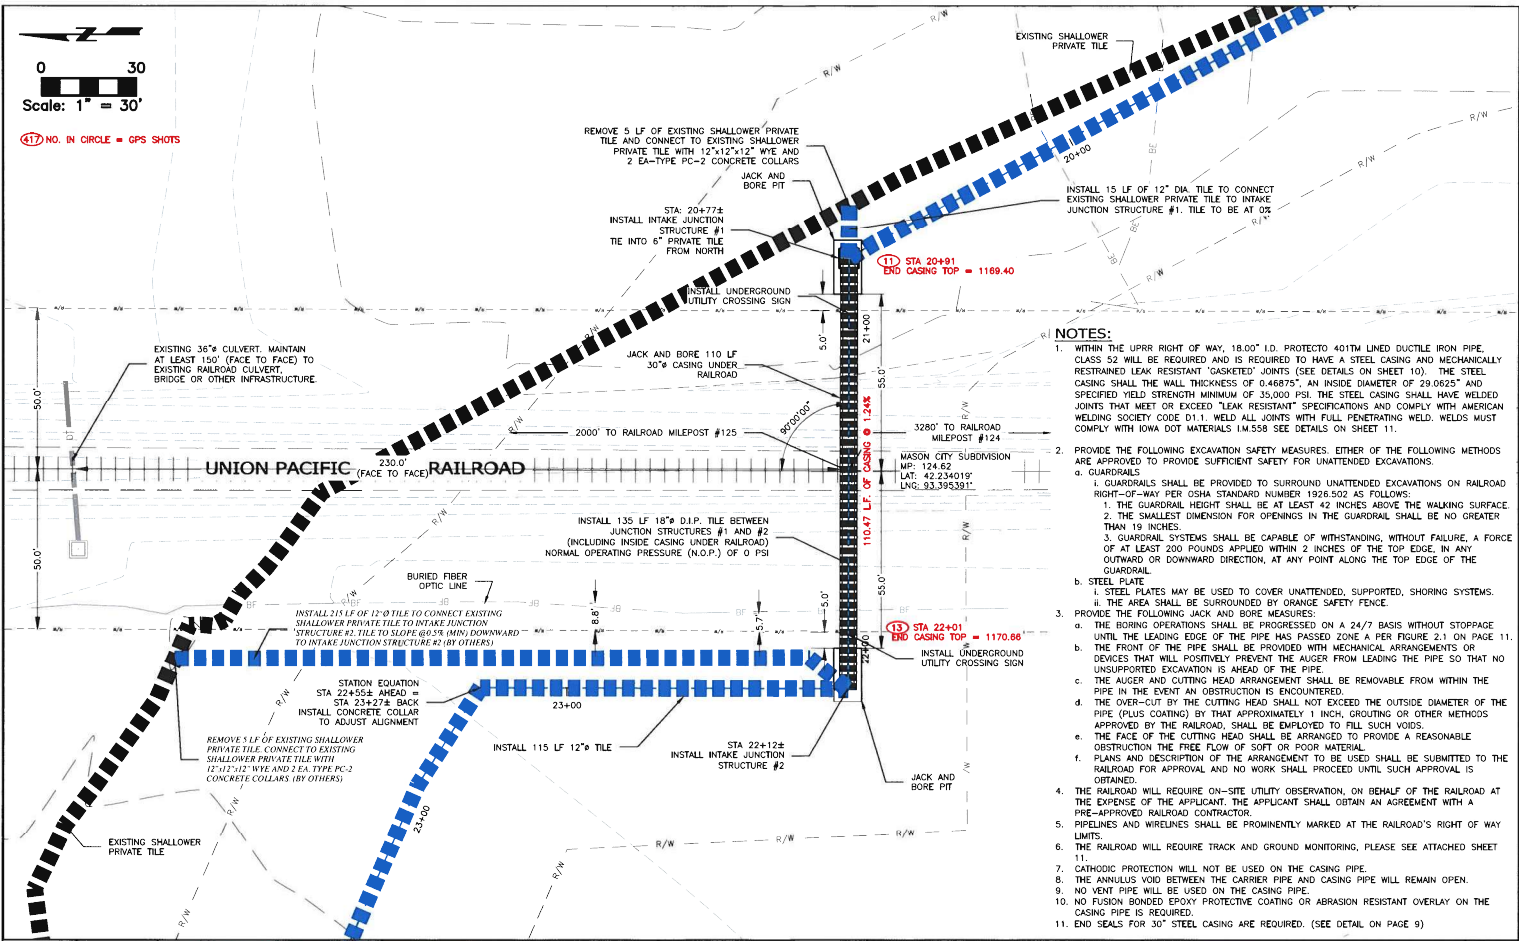 Z
0 30
Scale: 1" = 30'
417 NO. IN CIRCLE = GPS SHOTS
R/W
R/W
EXISTING SHALLOWER
PRIVATE TILE
R/W
R/W
BE
BE
20+00
REMOVE 5 LF OF EXISTING SHALLOWER PRIVATE
TILE AND CONNECT TO EXISTING SHALLOWER
PRIVATE TILE WITH 12"x12"x12" WYE AND
2 EA-TYPE PC-2 CONCRETE COLLARS
JACK AND
BORE PIT
INSTALL 15 LF OF 12" DIA. TILE TO CONNECT
EXISTING SHALLOWER PRIVATE TILE TO INTAKE
JUNCTION STRUCTURE #1. TILE TO BE AT 0%
STA: 20+77±
INSTALL INTAKE JUNCTION
STRUCTURE #1
TIE INTO 6" PRIVATE TILE
FROM NORTH
R/W
R/W
11 STA 20+91
END CASING TOP = 1169.40
INSTALL UNDERGROUND
UTILITY CROSSING SIGN
5.0'
21+00
EXISTING 36"ø CULVERT. MAINTAIN
AT LEAST 150' (FACE TO FACE) TO
EXISTING RAILROAD CULVERT,
BRIDGE OR OTHER INFRASTRUCTURE.
50.0'
R/W
JACK AND BORE 110 LF
30"ø CASING UNDER
RAILROAD
55.0'
90°00'00"
R/W
R/W
2000' TO RAILROAD MILEPOST #125
3280' TO RAILROAD
MILEPOST #124
230.0'
(FACE TO FACE)
UNION PACIFIC RAILROAD
MASON CITY SUBDIVISION
MP: 124.62
LAT: 42.234019°
LNG: 93.395391°
110.47 L.F. OF CASING @ 1.24%
50.0'
R/W
INSTALL 135 LF 18"ø D.I.P. TILE BETWEEN
JUNCTION STRUCTURES #1 AND #2
(INCLUDING INSIDE CASING UNDER RAILROAD)
NORMAL OPERATING PRESSURE (N.O.P.) OF 0 PSI
R/W
BURIED FIBER
OPTIC LINE
55.0'
R/W
8.6'
5.7'
5.0'
INSTALL 215 LF OF 12"Ø TILE TO CONNECT EXISTING
SHALLOWER PRIVATE TILE TO INTAKE JUNCTION
STRUCTURE #2. TILE TO SLOPE @0.5% (MIN) DOWNWARD
TO INTAKE JUNCTION STRUCTURE #2 (BY OTHERS)
13 STA 22+01
END CASING TOP = 1170.66
22+00
INSTALL UNDERGROUND
UTILITY CROSSING SIGN
STATION EQUATION
STA 22+55± AHEAD =
STA 23+27± BACK
INSTALL CONCRETE COLLAR
TO ADJUST ALIGNMENT
23+00
REMOVE 5 LF OF EXISTING SHALLOWER
PRIVATE TILE. CONNECT TO EXISTING
SHALLOWER PRIVATE TILE WITH
12"x12"x12" WYE AND 2 EA. TYPE PC-2
CONCRETE COLLARS. (BY OTHERS)
INSTALL 115 LF 12"ø TILE
STA 22+12±
INSTALL INTAKE JUNCTION
STRUCTURE #2
JACK AND
BORE PIT
23+00
R/W
EXISTING SHALLOWER
PRIVATE TILE
R/W
R/W
R/W
R/W
R/W
NOTES:
1. WITHIN THE UPRR RIGHT OF WAY, 18.00" I.D. PROTECTO 401TM LINED DUCTILE IRON PIPE,
CLASS 52 WILL BE REQUIRED AND IS REQUIRED TO HAVE A STEEL CASING AND MECHANICALLY
RESTRAINED LEAK RESISTANT 'GASKETED' JOINTS (SEE DETAILS ON SHEET 10). THE STEEL
CASING SHALL THE WALL THICKNESS OF 0.46875", AN INSIDE DIAMETER OF 29.0625" AND
SPECIFIED YIELD STRENGTH MINIMUM OF 35,000 PSI. THE STEEL CASING SHALL HAVE WELDED
JOINTS THAT MEET OR EXCEED "LEAK RESISTANT" SPECIFICATIONS AND COMPLY WITH AMERICAN
WELDING SOCIETY CODE D1.1. WELD ALL JOINTS WITH FULL PENETRATING WELD. WELDS MUST
COMPLY WITH IOWA DOT MATERIALS I.M.558 SEE DETAILS ON SHEET 11.
2. PROVIDE THE FOLLOWING EXCAVATION SAFETY MEASURES. EITHER OF THE FOLLOWING METHODS
ARE APPROVED TO PROVIDE SUFFICIENT SAFETY FOR UNATTENDED EXCAVATIONS.
a. GUARDRAILS
i. GUARDRAILS SHALL BE PROVIDED TO SURROUND UNATTENDED EXCAVATIONS ON RAILROAD
RIGHT-OF-WAY PER OSHA STANDARD NUMBER 1926.502 AS FOLLOWS:
1. THE GUARDRAIL HEIGHT SHALL BE AT LEAST 42 INCHES ABOVE THE WALKING SURFACE.
2. THE SMALLEST DIMENSION FOR OPENINGS IN THE GUARDRAIL SHALL BE NO GREATER
THAN 19 INCHES.
3. GUARDRAIL SYSTEMS SHALL BE CAPABLE OF WITHSTANDING, WITHOUT FAILURE, A FORCE
OF AT LEAST 200 POUNDS APPLIED WITHIN 2 INCHES OF THE TOP EDGE, IN ANY
OUTWARD OR DOWNWARD DIRECTION, AT ANY POINT ALONG THE TOP EDGE OF THE
GUARDRAIL.
b. STEEL PLATE
i. STEEL PLATES MAY BE USED TO COVER UNATTENDED, SUPPORTED, SHORING SYSTEMS.
ii. THE AREA SHALL BE SURROUNDED BY ORANGE SAFETY FENCE.
3. PROVIDE THE FOLLOWING JACK AND BORE MEASURES:
a. THE BORING OPERATIONS SHALL BE PROGRESSED ON A 24/7 BASIS WITHOUT STOPPAGE
UNTIL THE LEADING EDGE OF THE PIPE HAS PASSED ZONE A PER FIGURE 2.1 ON PAGE 11.
b. THE FRONT OF THE PIPE SHALL BE PROVIDED WITH MECHANICAL ARRANGEMENTS OR
DEVICES THAT WILL POSITIVELY PREVENT THE AUGER FROM LEADING THE PIPE SO THAT NO
UNSUPPORTED EXCAVATION IS AHEAD OF THE PIPE.
c. THE AUGER AND CUTTING HEAD ARRANGEMENT SHALL BE REMOVABLE FROM WITHIN THE
PIPE IN THE EVENT AN OBSTRUCTION IS ENCOUNTERED.
d. THE OVER-CUT BY THE CUTTING HEAD SHALL NOT EXCEED THE OUTSIDE DIAMETER OF THE
PIPE (PLUS COATING) BY THAT APPROXIMATELY 1 INCH, GROUTING OR OTHER METHODS
APPROVED BY THE RAILROAD, SHALL BE EMPLOYED TO FILL SUCH VOIDS.
e. THE FACE OF THE CUTTING HEAD SHALL BE ARRANGED TO PROVIDE A REASONABLE
OBSTRUCTION THE FREE FLOW OF SOFT OR POOR MATERIAL.
f. PLANS AND DESCRIPTION OF THE ARRANGEMENT TO BE USED SHALL BE SUBMITTED TO THE
RAILROAD FOR APPROVAL AND NO WORK SHALL PROCEED UNTIL SUCH APPROVAL IS
OBTAINED.
4. THE RAILROAD WILL REQUIRE ON-SITE UTILITY OBSERVATION, ON BEHALF OF THE RAILROAD AT
THE EXPENSE OF THE APPLICANT. THE APPLICANT SHALL OBTAIN AN AGREEMENT WITH A
PRE-APPROVED RAILROAD CONTRACTOR.
5. PIPELINES AND WIRELINES SHALL BE PROMINENTLY MARKED AT THE RAILROAD'S RIGHT OF WAY
LIMITS.
6. THE RAILROAD WILL REQUIRE TRACK AND GROUND MONITORING, PLEASE SEE ATTACHED SHEET
11.
7. CATHODIC PROTECTION WILL NOT BE USED ON THE CASING PIPE.
8. THE ANNULUS VOID BETWEEN THE CARRIER PIPE AND CASING PIPE WILL REMAIN OPEN.
9. NO VENT PIPE WILL BE USED ON THE CASING PIPE.
10. NO FUSION BONDED EPOXY PROTECTIVE COATING OR ABRASION RESISTANT OVERLAY ON THE
CASING PIPE IS REQUIRED.
11. END SEALS FOR 30" STEEL CASING ARE REQUIRED. (SEE DETAIL ON PAGE 9)